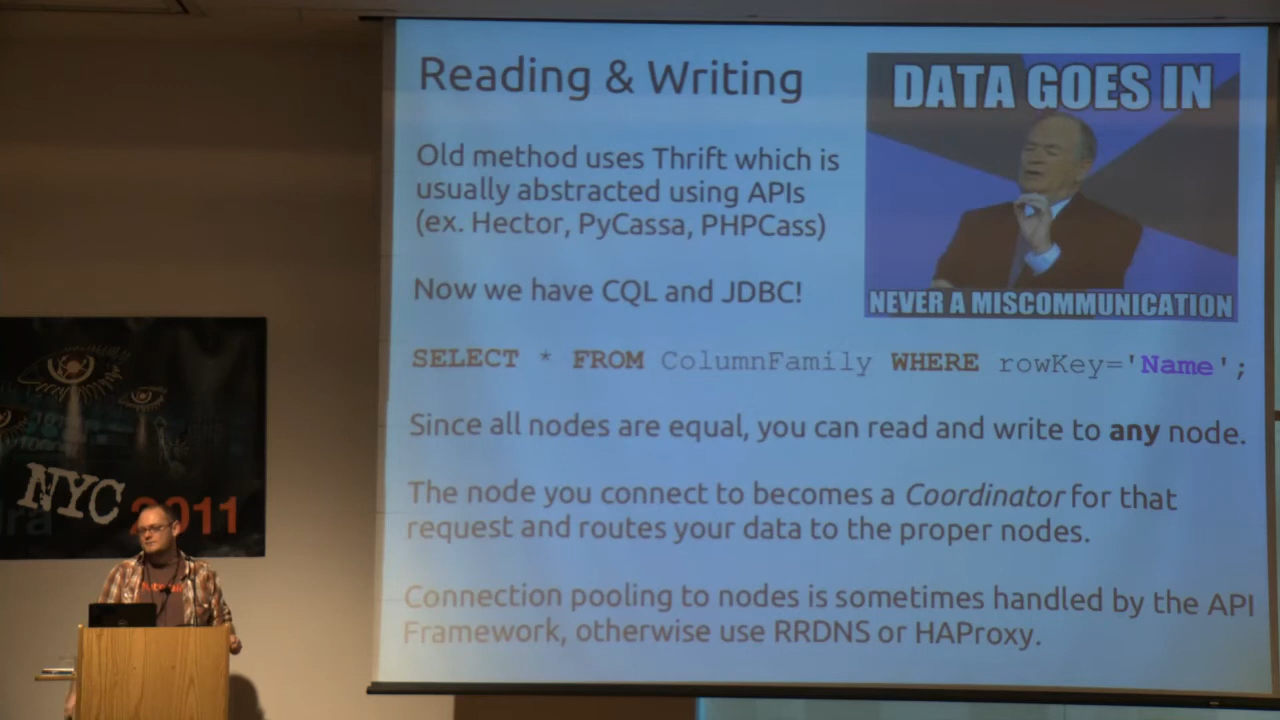 Reading & Writing
DATA GOES IN
NEVER A MISCOMMUNICATION
Old method uses Thrift which is
usually abstracted using APIs
(ex. Hector, PyCassa, PHPCass)
Now we have CQL and JDBC!
SELECT * FROM ColumnFamily WHERE rowKey='Name';
Since all nodes are equal, you can read and write to any node.
The node you connect to becomes a Coordinator for that
request and routes your data to the proper nodes.
Connection pooling to nodes is sometimes handled by the API
Framework, otherwise use RRDNS or HAProxy.
NYC
2011